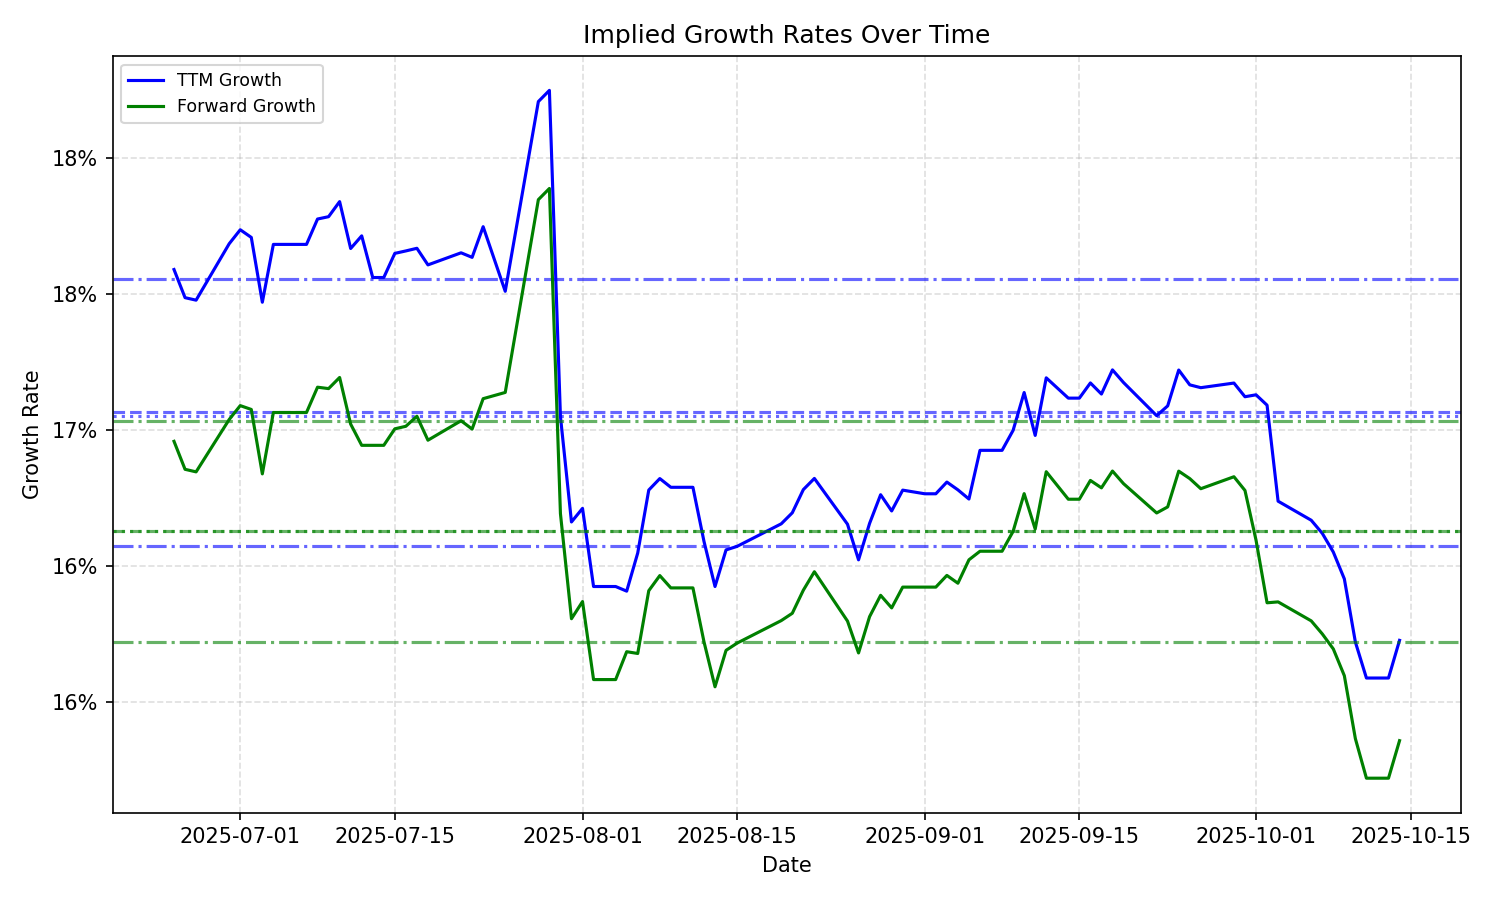 Implied Growth Rates Over Time
TTM Growth
Forward Growth
18%
18%
17%
16%
16%
Growth Rate
2025-07-01
2025-07-15
2025-08-01
2025-08-15
2025-09-01
2025-09-15
2025-10-01
2025-10-15
Date